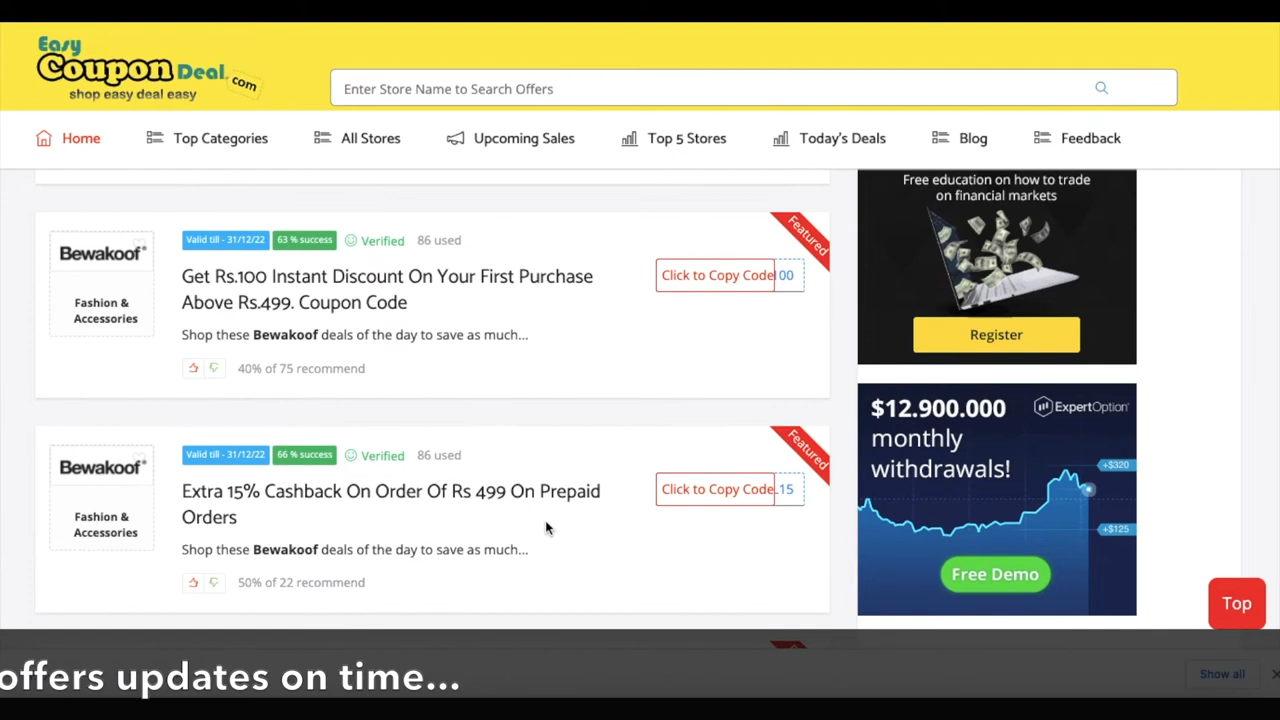 Easy
Coupon Deal.com
shop easy deal easy
Enter Store Name to Search Offers
Home Top Categories All Stores Upcoming Sales Top 5 Stores Today's Deals Blog Feedback
Free education on how to trade
on financial markets
Register
Bewakoof®
Fashion &
Accessories
Valid till - 31/12/22 63 % success Verified 86 used
Featured
Get Rs.100 Instant Discount On Your First Purchase
Above Rs.499. Coupon Code
Click to Copy Code 00
Shop these Bewakoof deals of the day to save as much...
40% of 75 recommend
$12.900.000
monthly
withdrawals!
ExpertOption
+$320
+$125
Free Demo
Bewakoof®
Fashion &
Accessories
Valid till - 31/12/22 66 % success Verified 86 used
Featured
Extra 15% Cashback On Order Of Rs 499 On Prepaid
Orders
Click to Copy Code .15
Shop these Bewakoof deals of the day to save as much...
50% of 22 recommend
Top
offers updates on time...
Show all